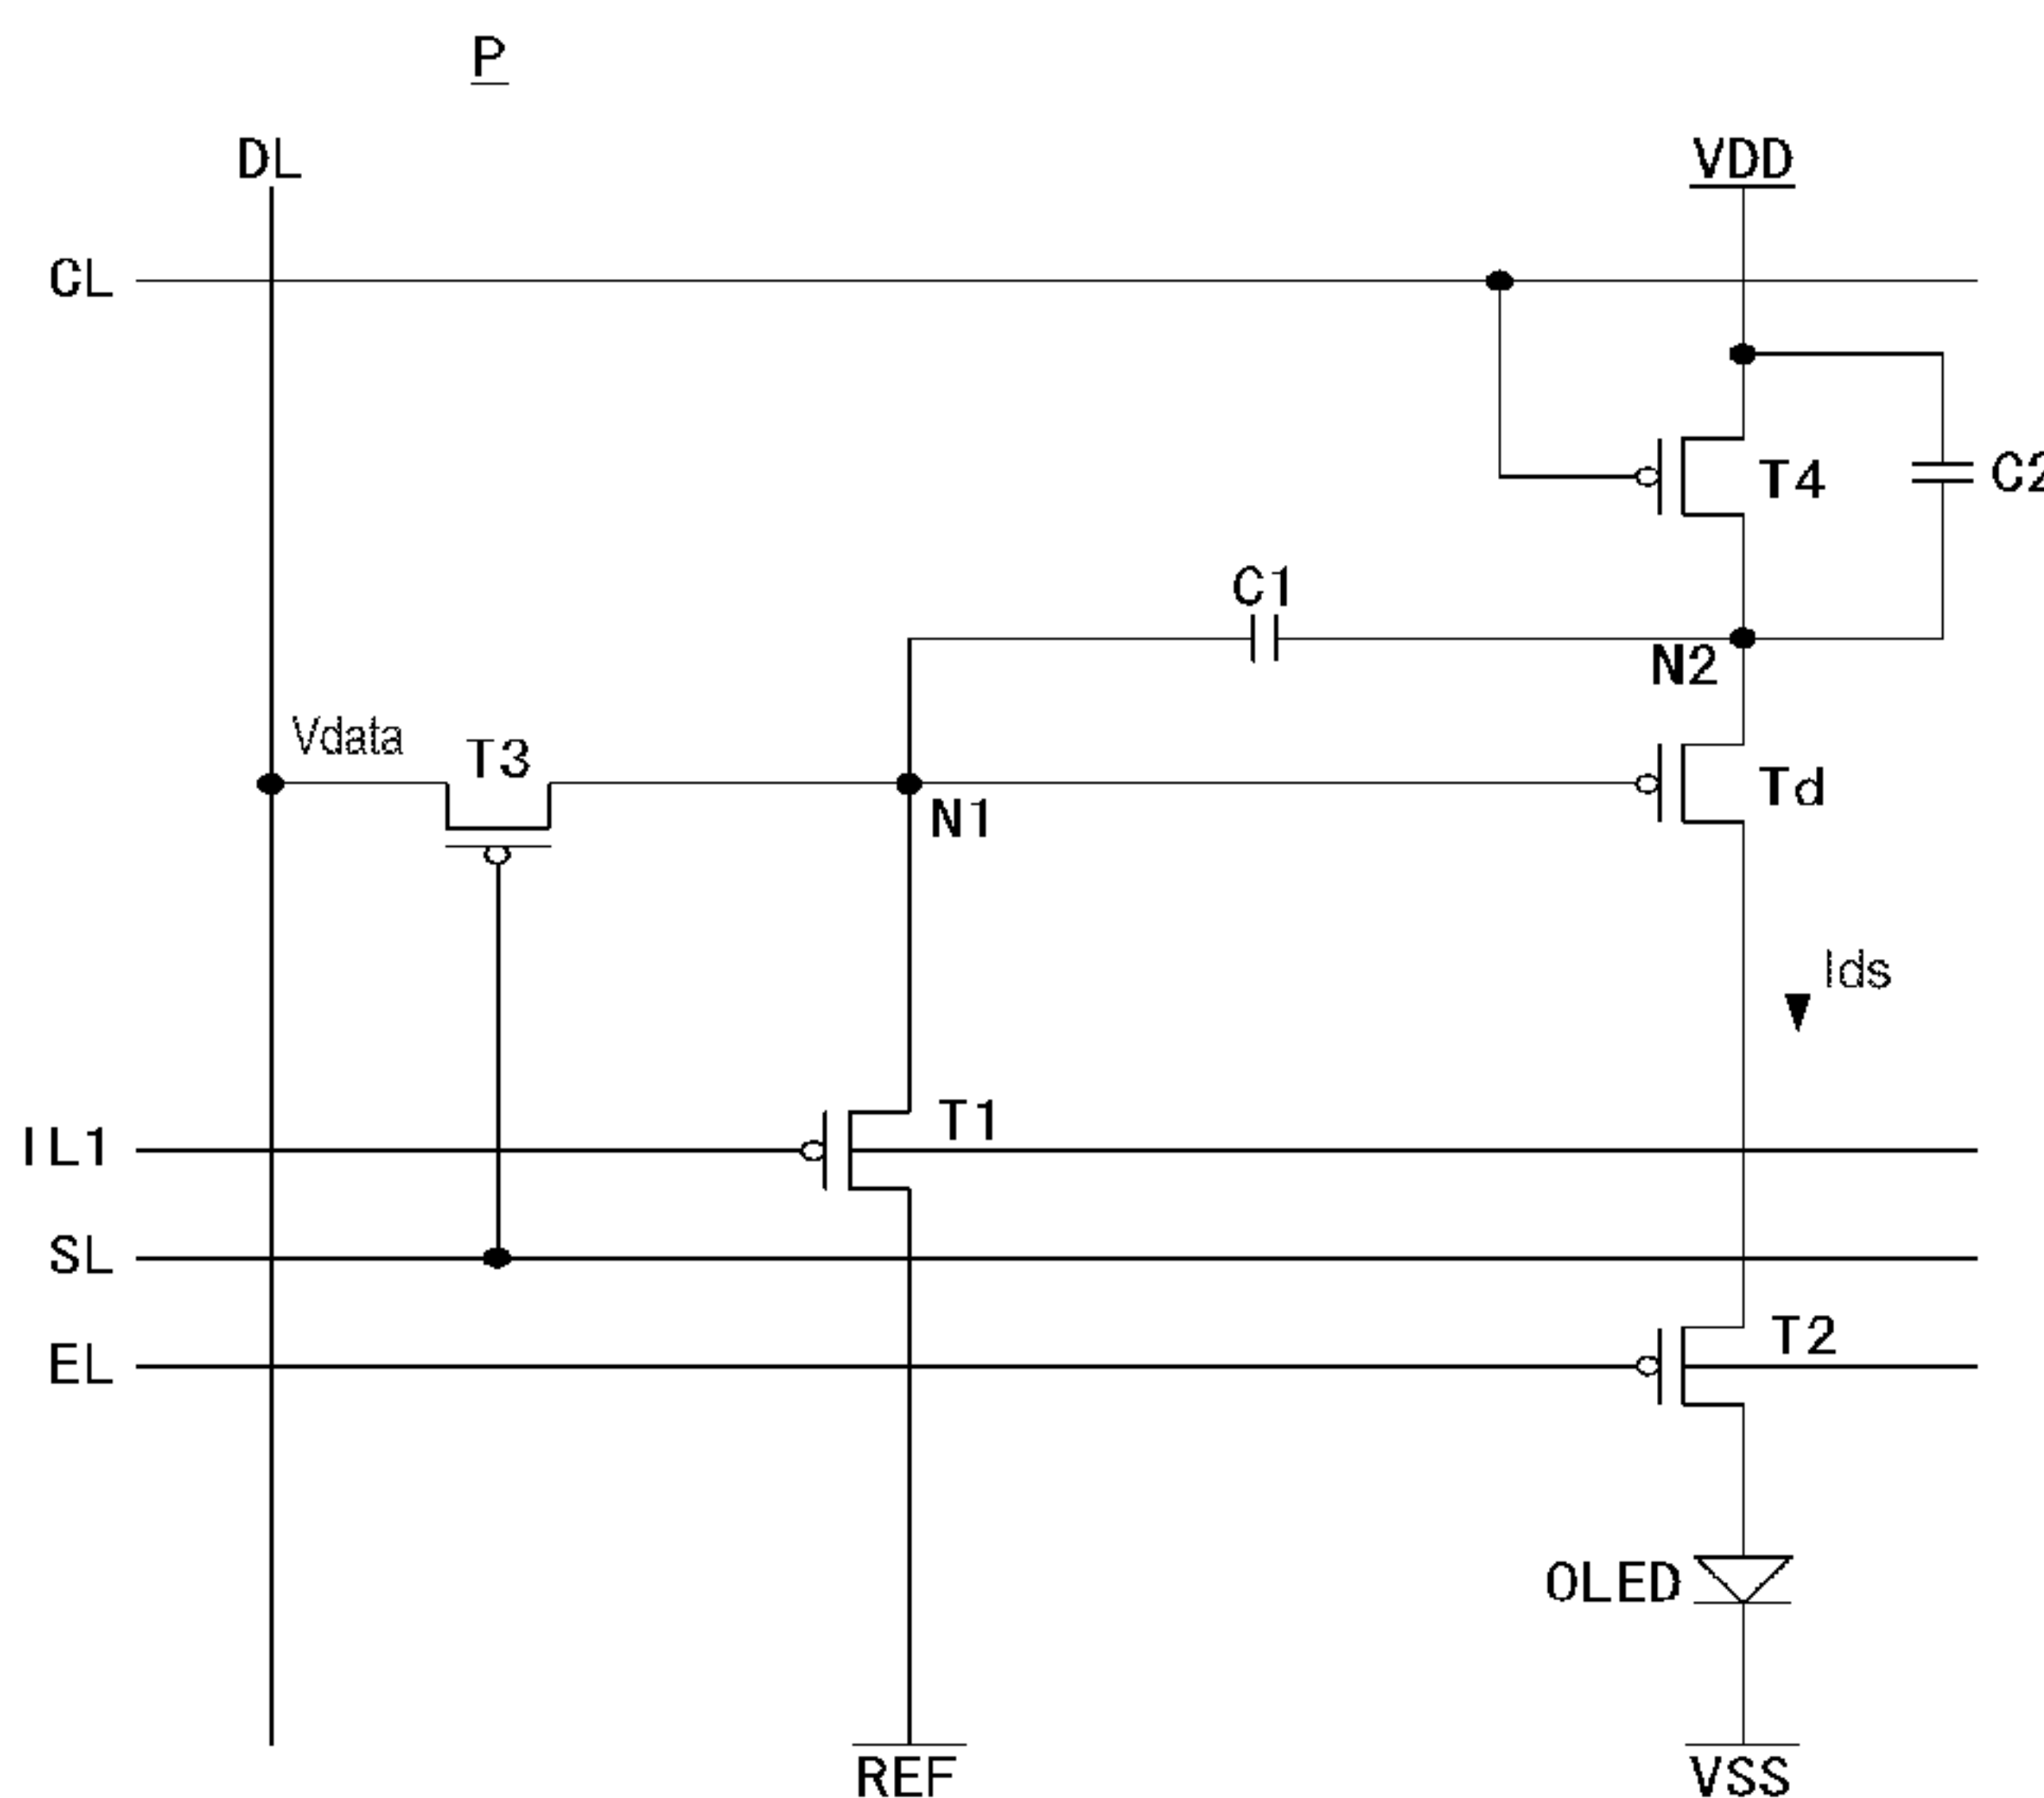 P
DL
VDD
CL
T4
C2
C1
N2
Vdata
T3
Td
N1
Ids
T1
IL1
SL
T2
EL
OLED
REF
VSS